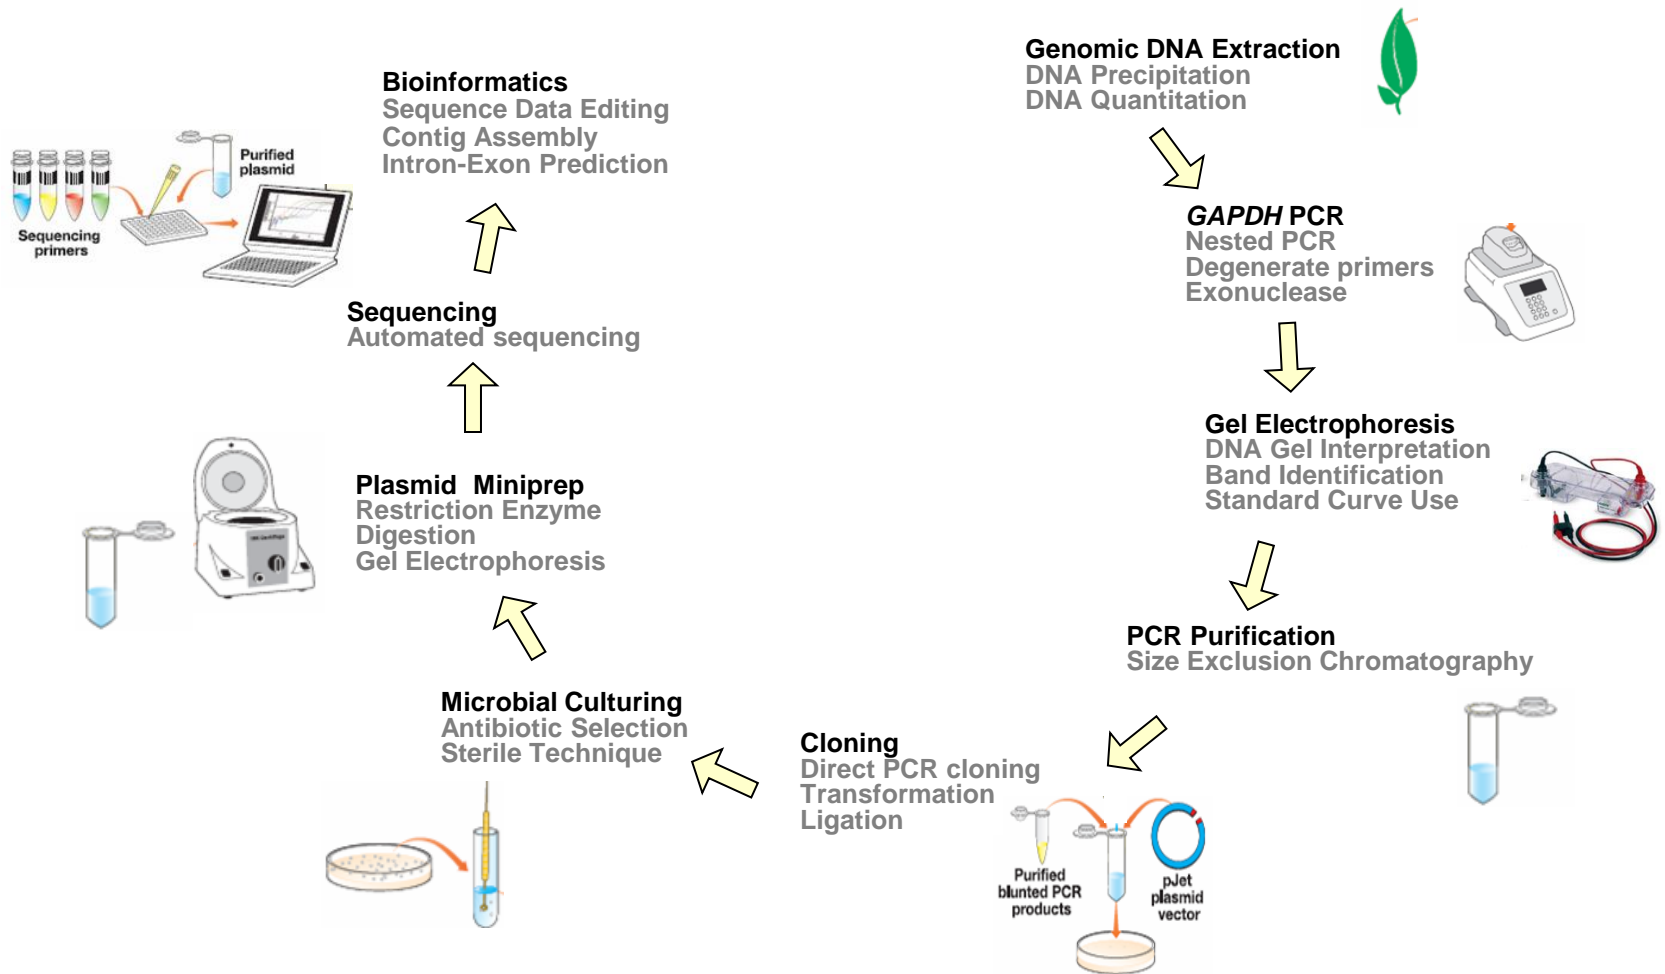 Genomic DNA Extraction
DNA Precipitation
DNA Quantitation
GAPDH PCR
Nested PCR
Degenerate primers
Exonuclease
Gel Electrophoresis
DNA Gel Interpretation
Band Identification
Standard Curve Use
PCR Purification
Size Exclusion Chromatography
Cloning
Direct PCR cloning
Transformation
Ligation
Purified
blunted PCR
products
pJet
plasmid
vector
Microbial Culturing
Antibiotic Selection
Sterile Technique
Plasmid Miniprep
Restriction Enzyme
Digestion
Gel Electrophoresis
Sequencing
Automated sequencing
Bioinformatics
Sequence Data Editing
Contig Assembly
Intron-Exon Prediction
Purified
plasmid
Sequencing
primers